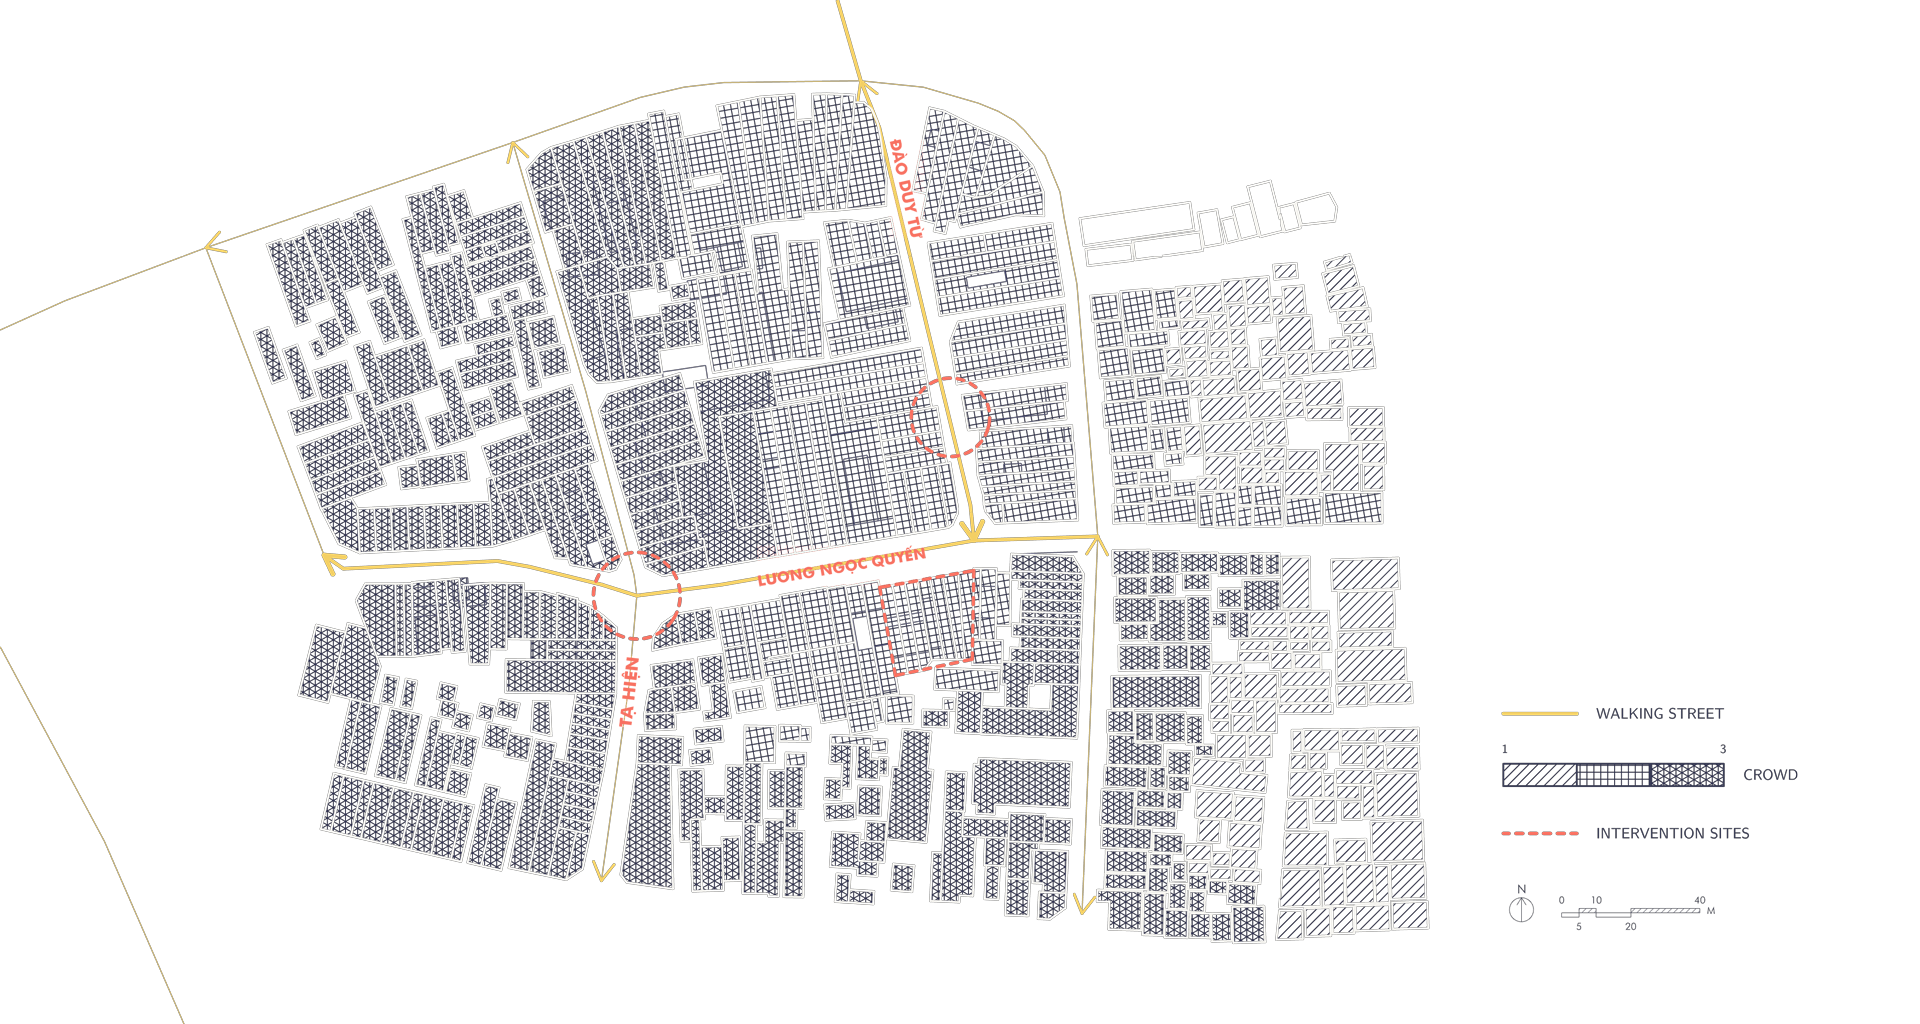 ĐÀO DUY TỪ
LƯƠNG NGỌC QUYẾN
TẠ HIỆN
WALKING STREET
1 3
CROWD
INTERVENTION SITES
N
0 10 40
M
5 20